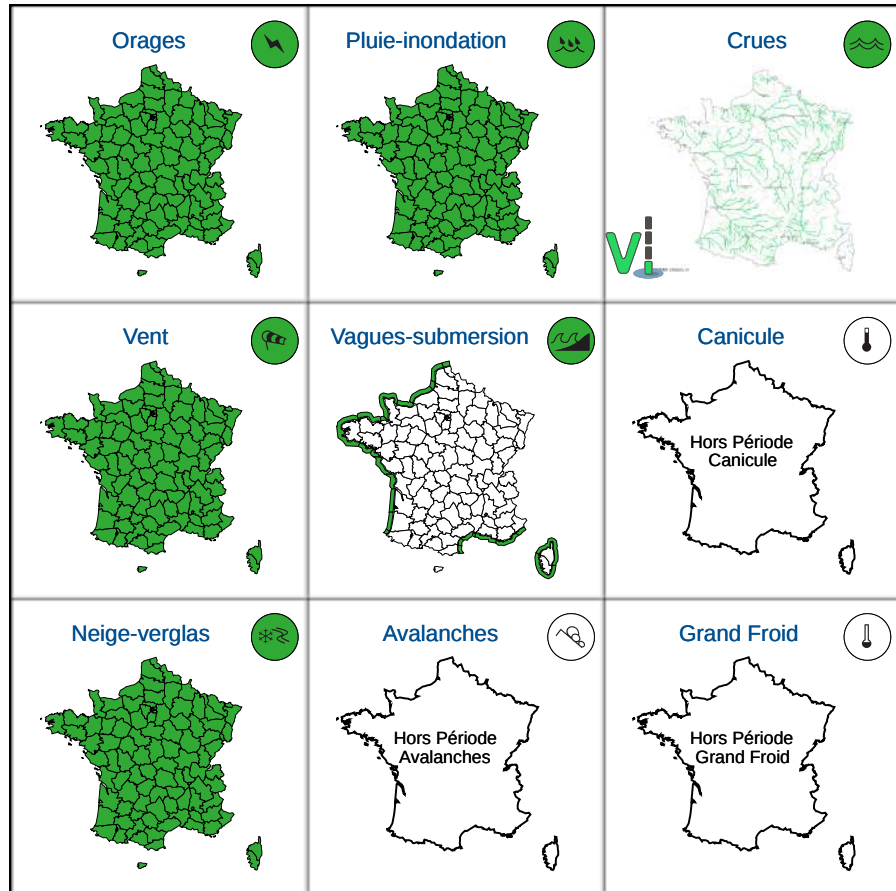 Orages
Pluie-inondation
Crues
Vent
Vagues-submersion
Canicule
Hors Période
Canicule
Neige-verglas
Avalanches
Hors Période
Avalanches
Grand Froid
Hors Période
Grand Froid